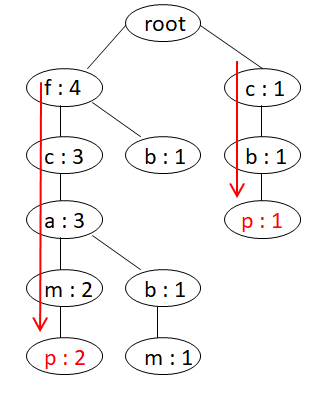 root
f : 4
c : 1
c : 3
b : 1
b : 1
a : 3
p : 1
m : 2
b : 1
p : 2
m : 1